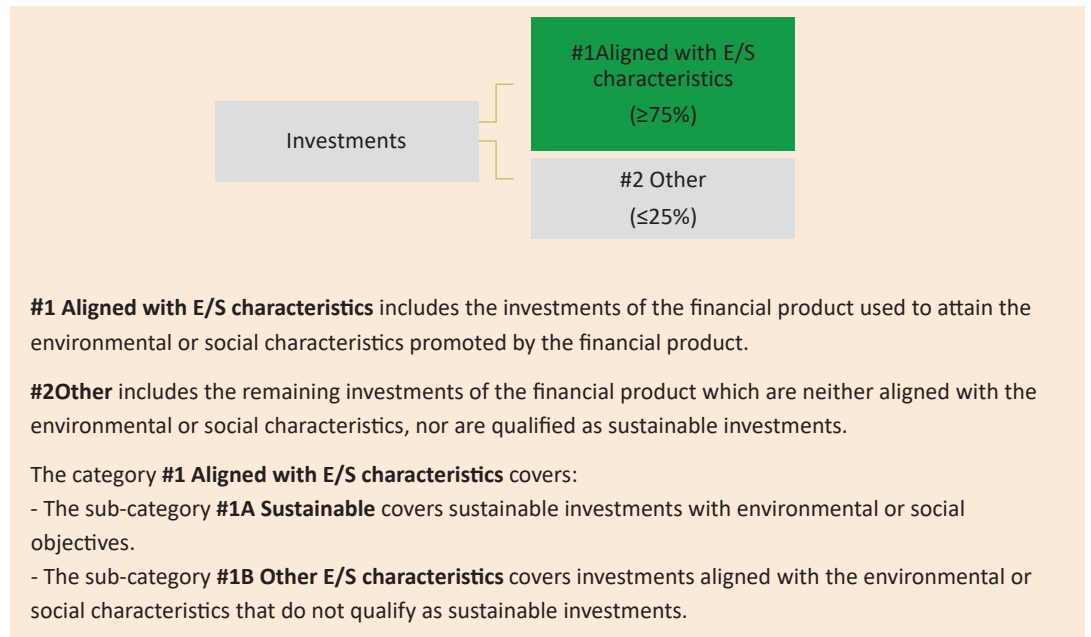 #1Aligned with E/S
characteristics
(≥75%)
Investments
#2 Other
(≤25%)
#1 Aligned with E/S characteristics includes the investments of the financial product used to attain the
environmental or social characteristics promoted by the financial product.
#2Other includes the remaining investments of the financial product which are neither aligned with the
environmental or social characteristics, nor are qualified as sustainable investments.
The category #1 Aligned with E/S characteristics covers:
- The sub-category #1A Sustainable covers sustainable investments with environmental or social
objectives.
- The sub-category #1B Other E/S characteristics covers investments aligned with the environmental or
social characteristics that do not qualify as sustainable investments.